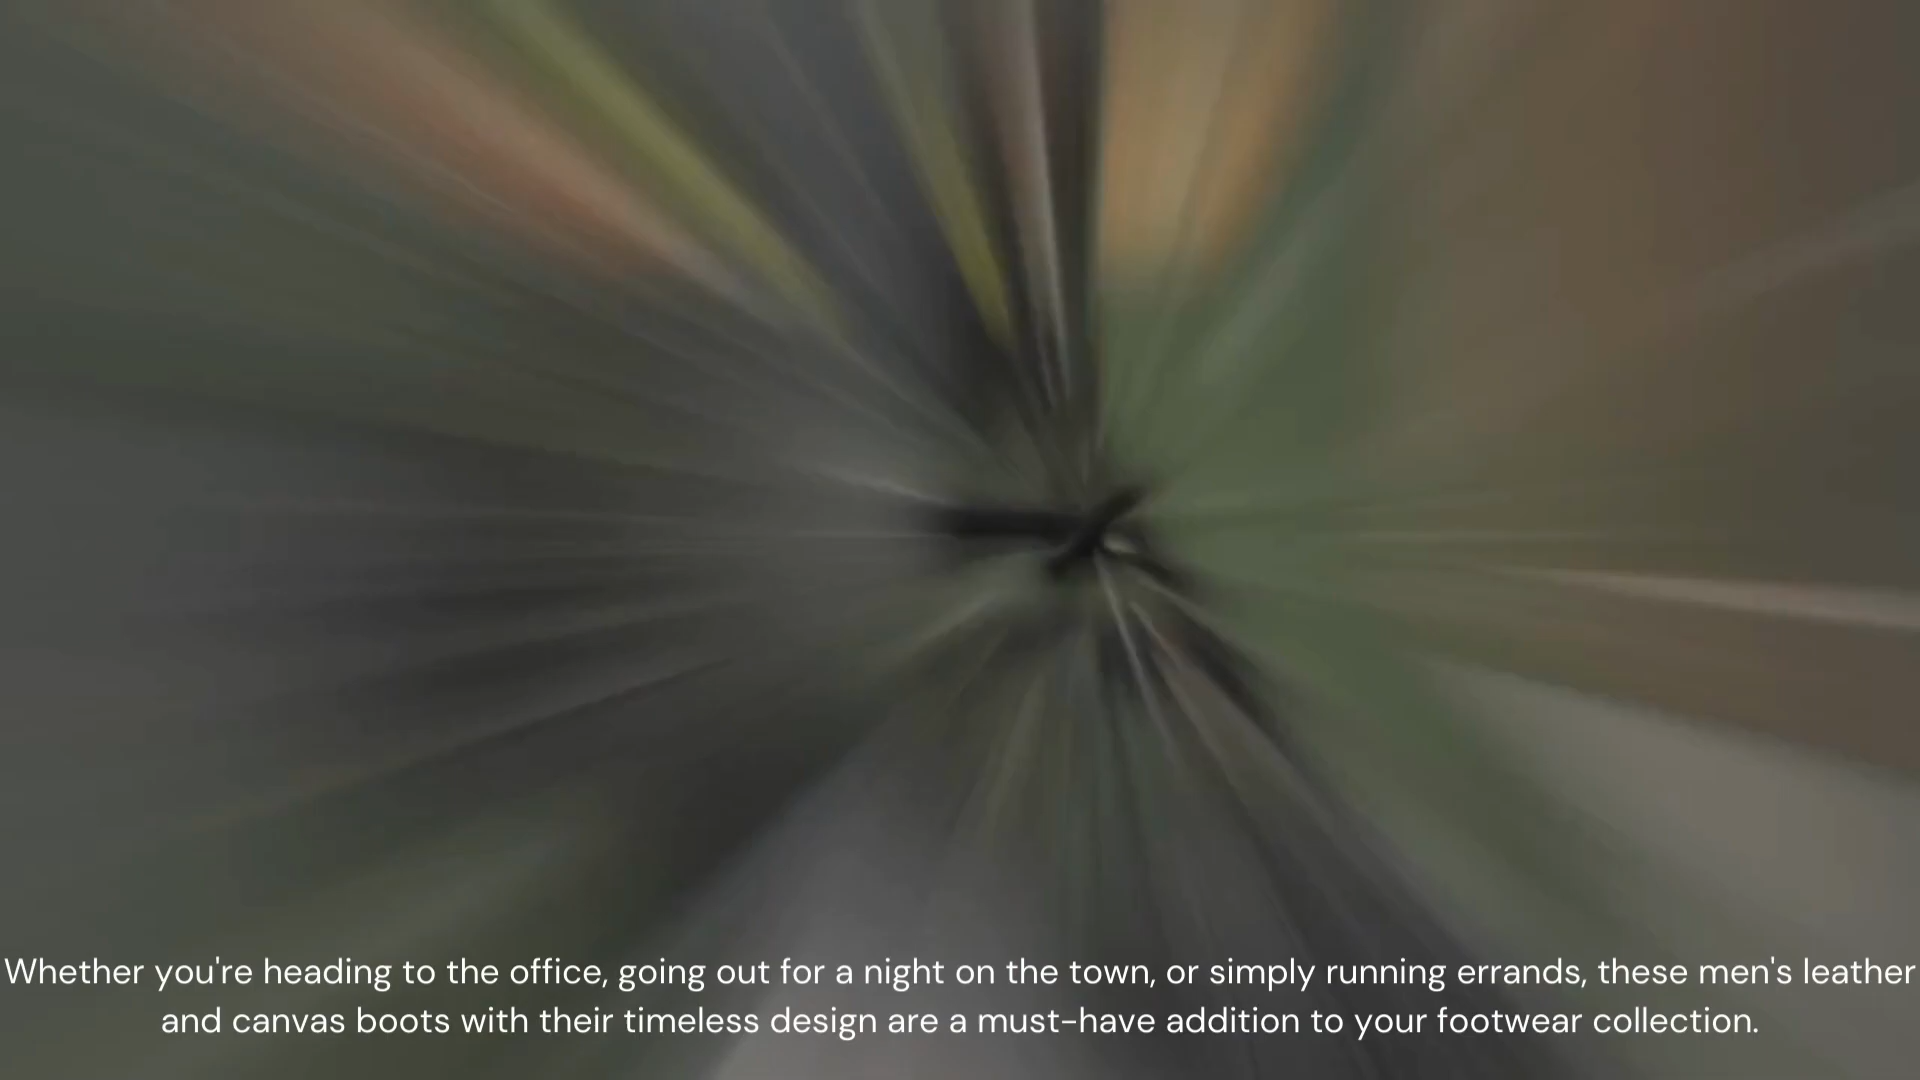 Whether you're heading to the office, going out for a night on the town, or simply running errands, these men's leather
and canvas boots with their timeless design are a must-have addition to your footwear collection.